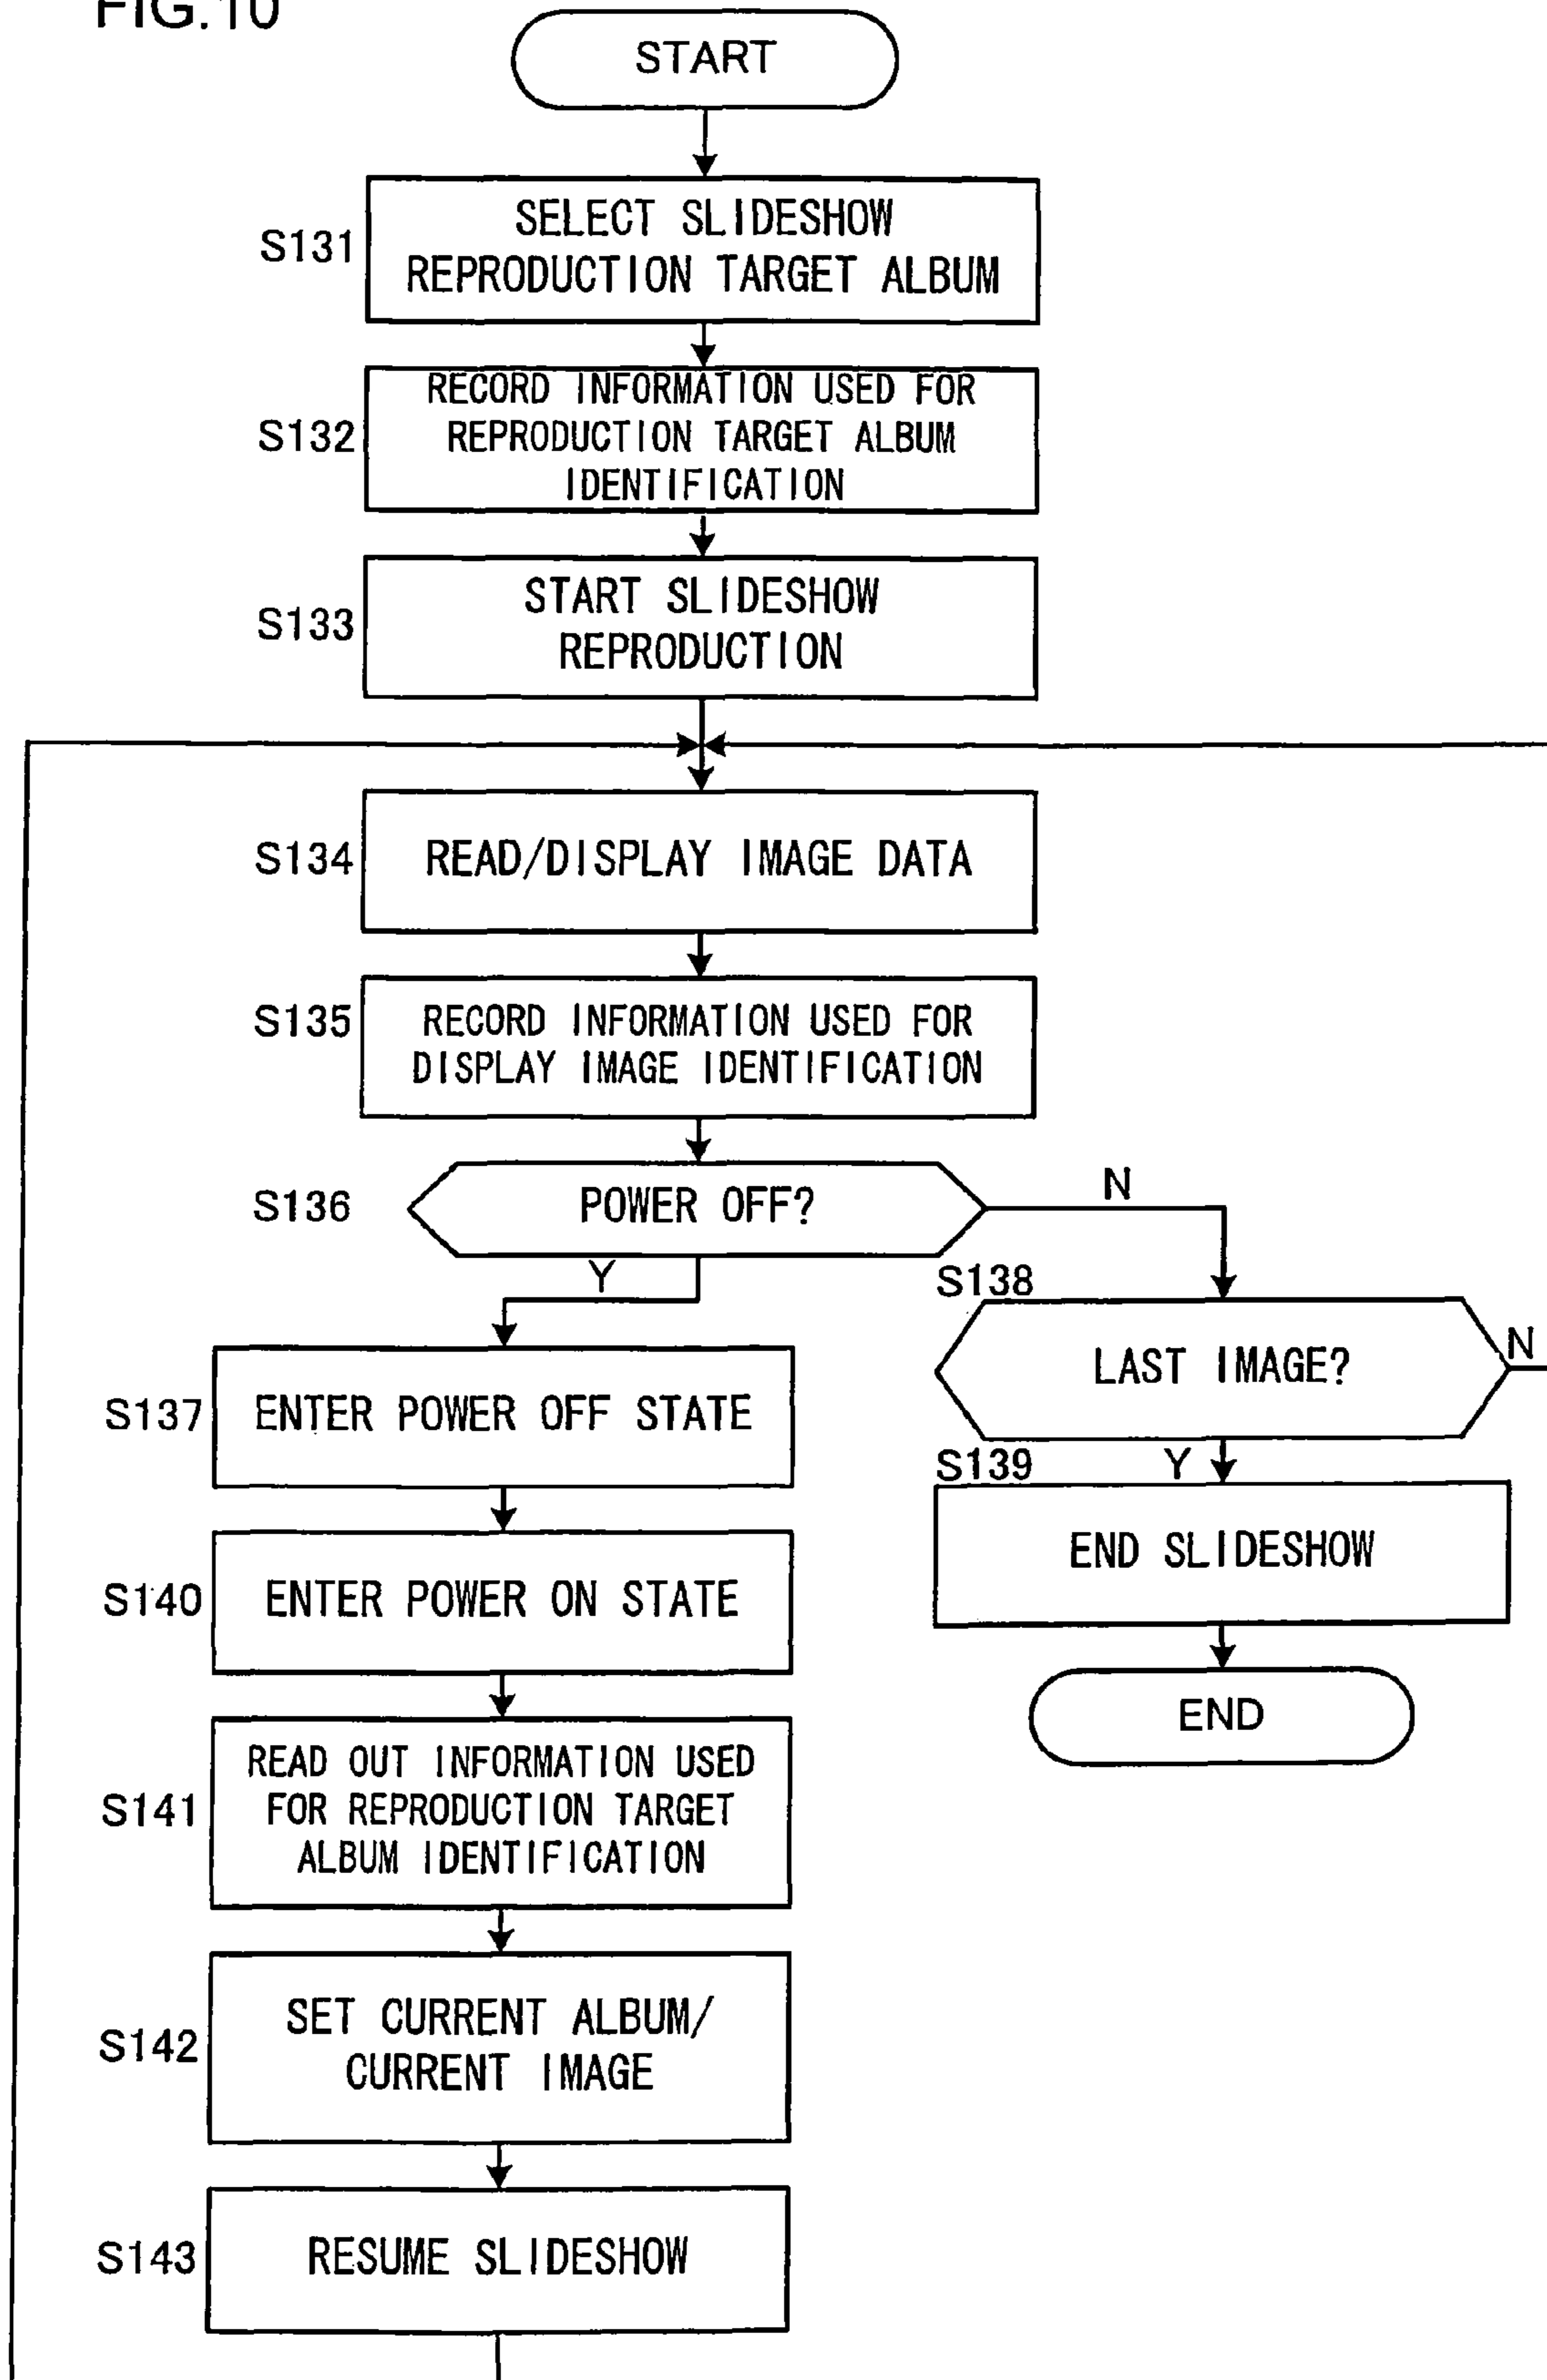 FIG.10
START
S131
SELECT SLIDESHOW
REPRODUCTION TARGET ALBUM
S132
RECORD INFORMATION USED FOR
REPRODUCTION TARGET ALBUM
IDENTIFICATION
S133
START SLIDESHOW
REPRODUCTION
S134
READ/DISPLAY IMAGE DATA
S135
RECORD INFORMATION USED FOR
DISPLAY IMAGE IDENTIFICATION
S136
POWER OFF?
N
Y
S138
LAST IMAGE?
N
S137
ENTER POWER OFF STATE
S139
Y
END SLIDESHOW
S140
ENTER POWER ON STATE
END
S141
READ OUT INFORMATION USED
FOR REPRODUCTION TARGET
ALBUM IDENTIFICATION
S142
SET CURRENT ALBUM/
CURRENT IMAGE
S143
RESUME SLIDESHOW